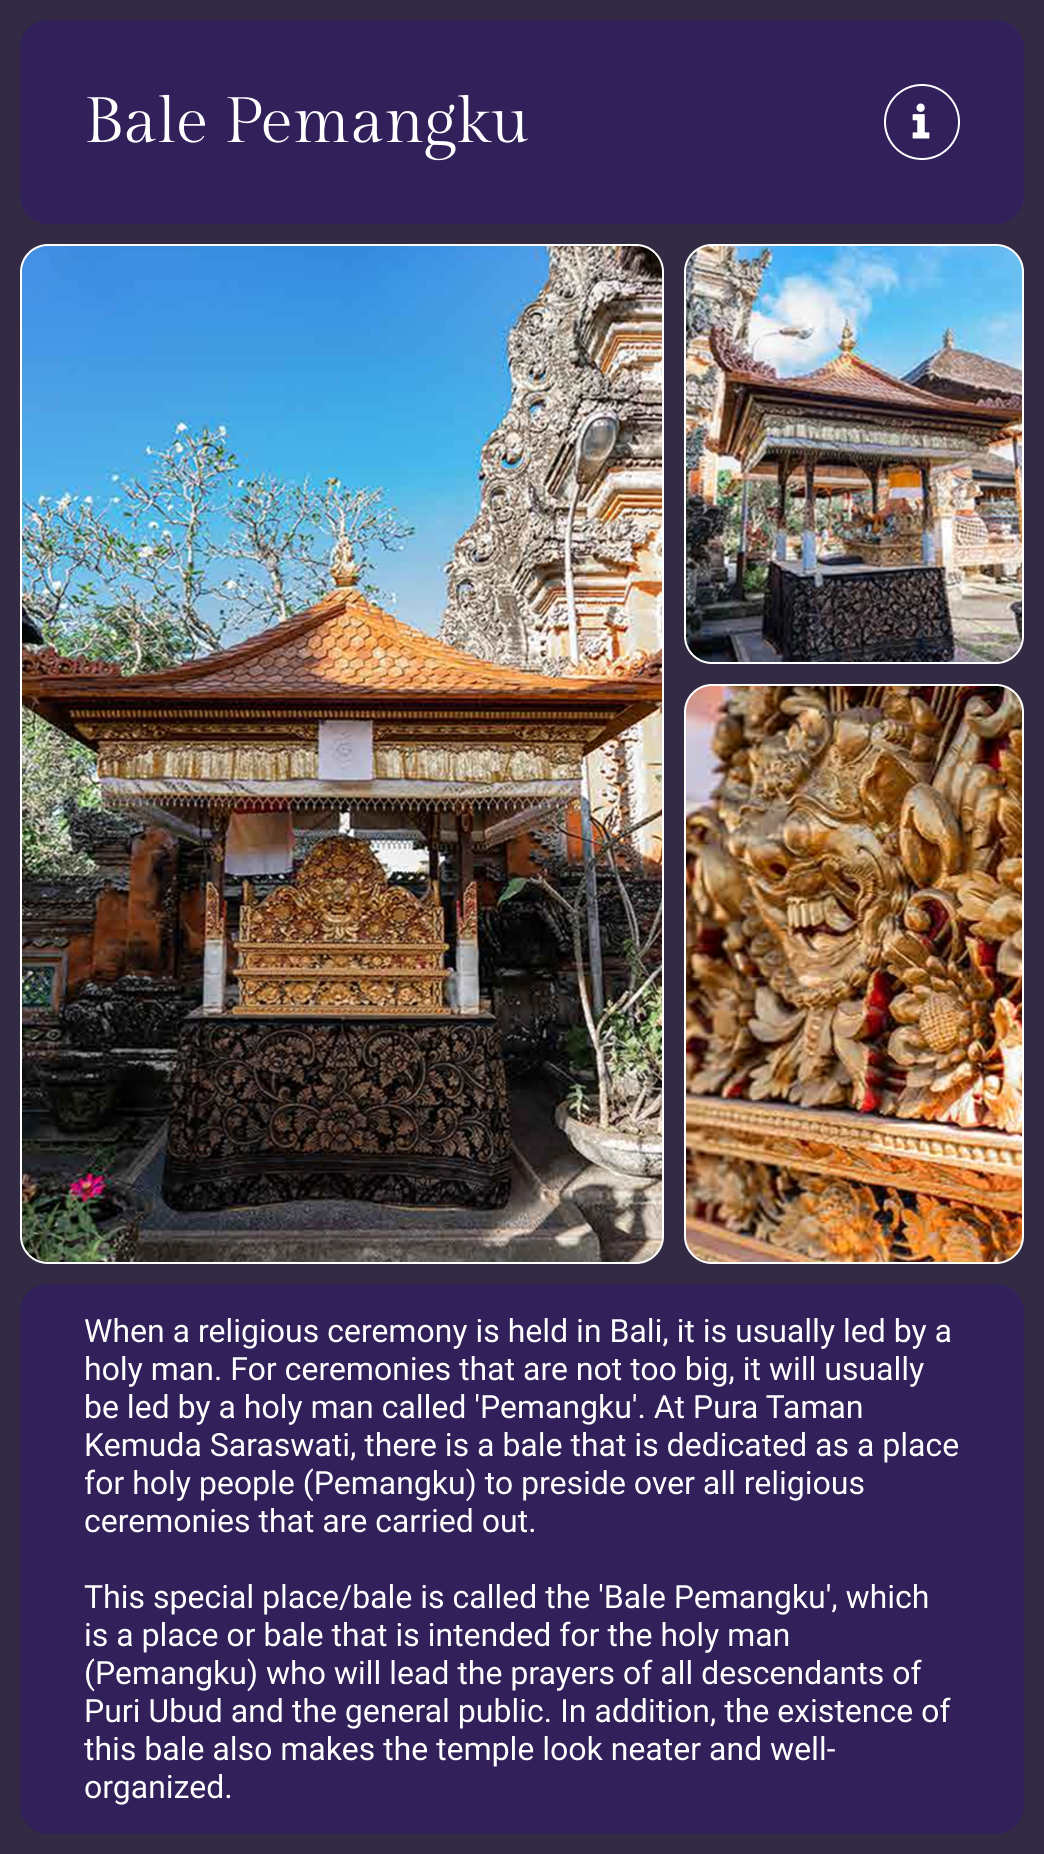 Bale Pemangku
When a religious ceremony is held in Bali, it is usually led by a
holy man. For ceremonies that are not too big, it will usually
be led by a holy man called 'Pemangku'. At Pura Taman
Kemuda Saraswati, there is a bale that is dedicated as a place
for holy people (Pemangku) to preside over all religious
ceremonies that are carried out.
This special place/bale is called the 'Bale Pemangku', which
is a place or bale that is intended for the holy man
(Pemangku) who will lead the prayers of all descendants of
Puri Ubud and the general public. In addition, the existence of
this bale also makes the temple look neater and well-
organized.